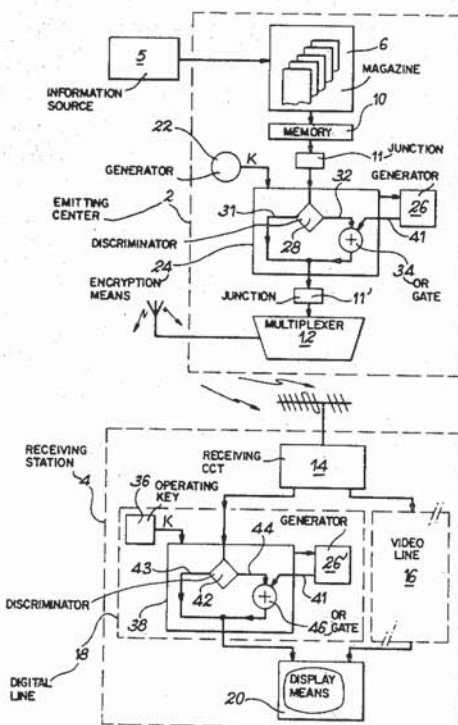 5
INFORMATION
SOURCE
6
MAGAZINE
MEMORY
10
11
JUNCTION
22
GENERATOR
K
GENERATOR
26
EMITTING
CENTER
2
31
32
DISCRIMINATOR
28
41
24
34
OR
GATE
ENCRYPTION
MEANS
JUNCTION
11'
MULTIPLEXER
12
RECEIVING
STATION
4
RECEIVING
CCT
14
36
OPERATING
KEY
K
GENERATOR
26'
VIDEO
LINE
16
43
44
DISCRIMINATOR
42
41
38
46
OR
GATE
18
DIGITAL
LINE
DISPLAY
MEANS
20